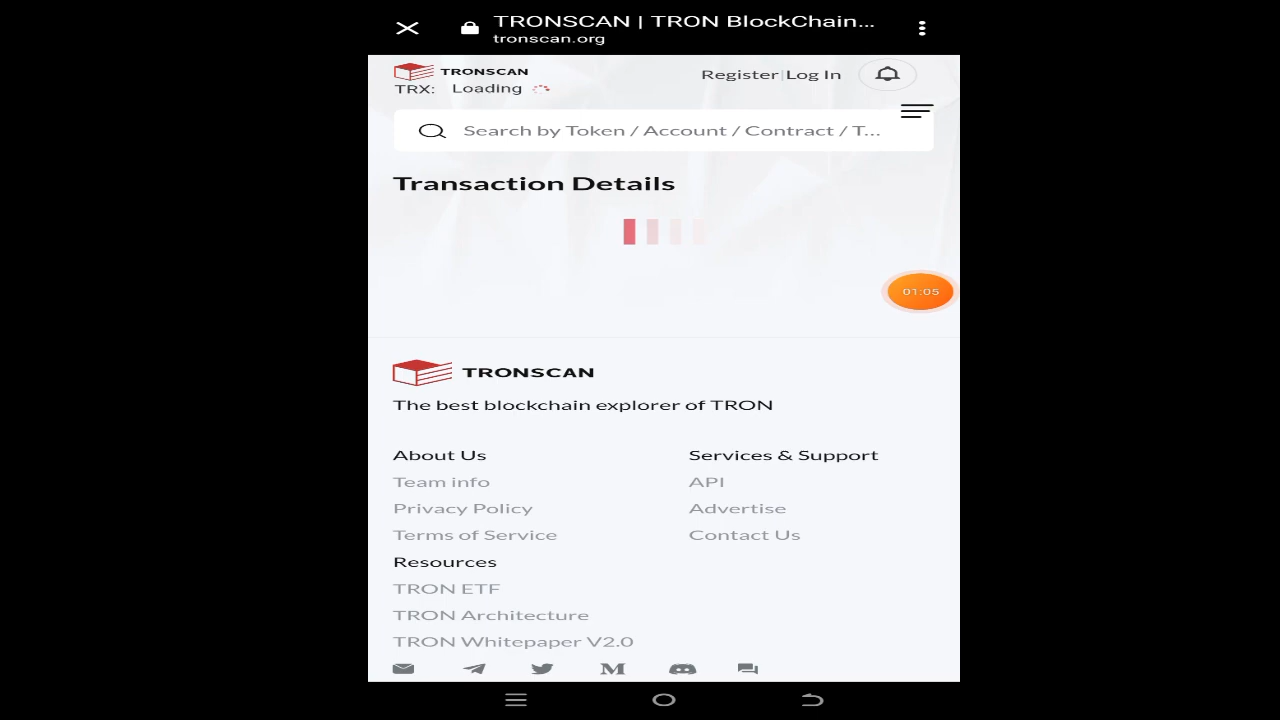 TRONSCAN | TRON BlockChain...
tronscan.org
TRONSCAN
Register Log In
TRX: Loading
Search by Token / Account / Contract / T...
Transaction Details
01:05
TRONSCAN
The best blockchain explorer of TRON
About Us
Services & Support
Team info
API
Privacy Policy
Advertise
Terms of Service
Contact Us
Resources
TRON ETF
TRON Architecture
TRON Whitepaper V2.0